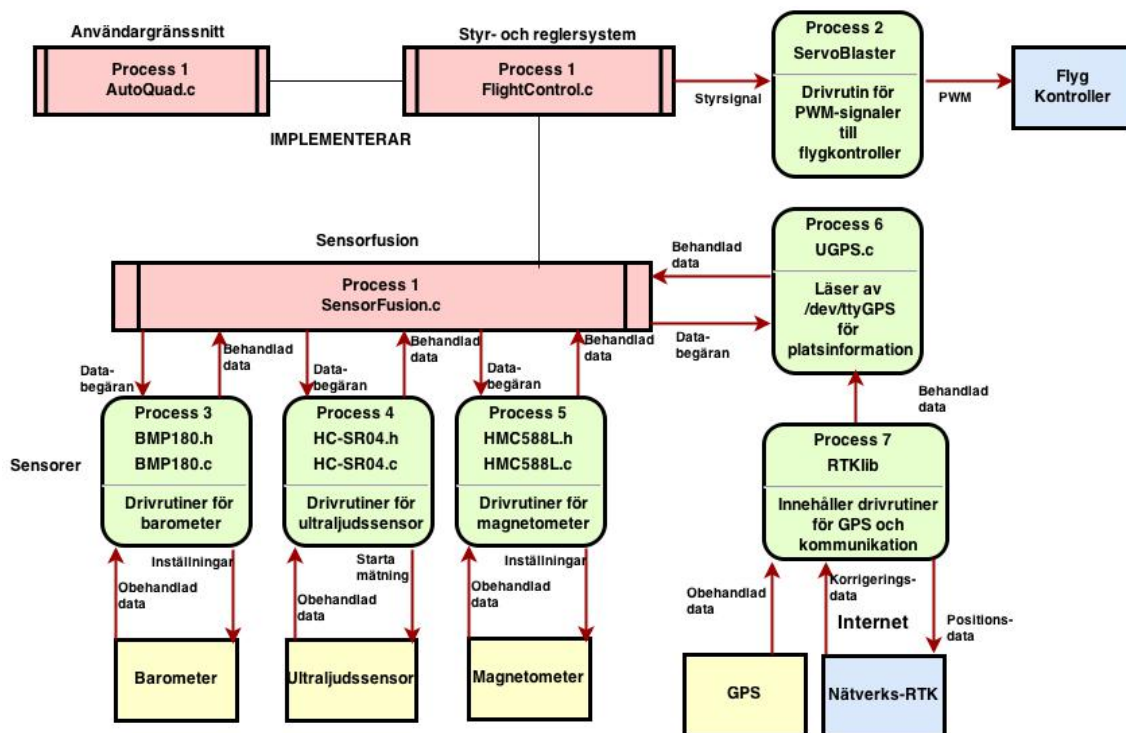 Användargränssnitt
Process 1
AutoQuad.c
Styr- och reglersystem
Process 1
FlightControl.c
IMPLEMENTERAR
Styrsignal
Process 2
ServoBlaster
Drivrutin för
PWM-signaler
till
flygkontroller
PWM
Flyg
Kontroller
Sensorfusion
Process 1
SensorFusion.c
Behandlad
data
Data-
begäran
Process 6
UGPS.c
Läser av
/dev/ttyGPS
för
platsinformation
Data-
begäran
Behandlad
data
Data-
begäran
Behandlad
data
Data-
begäran
Behandlad
data
Behandlad
data
Sensorer
Process 3
BMP180.h
BMP180.c
Drivrutiner för
barometer
Process 4
HC-SR04.h
HC-SR04.c
Drivrutiner för
ultraljudssensor
Process 5
HMC588L.h
HMC588L.c
Drivrutiner för
magnetometer
Process 7
RTKlib
Innehåller drivrutiner
för GPS och
kommunikation
Obehandlad
data
Inställningar
Obehandlad
data
Starta
mätning
Obehandlad
data
Inställningar
Obehandlad
data
Korrigerings-
data
Internet
Positions-
data
Barometer
Ultraljudssensor
Magnetometer
GPS
Nätverks-RTK